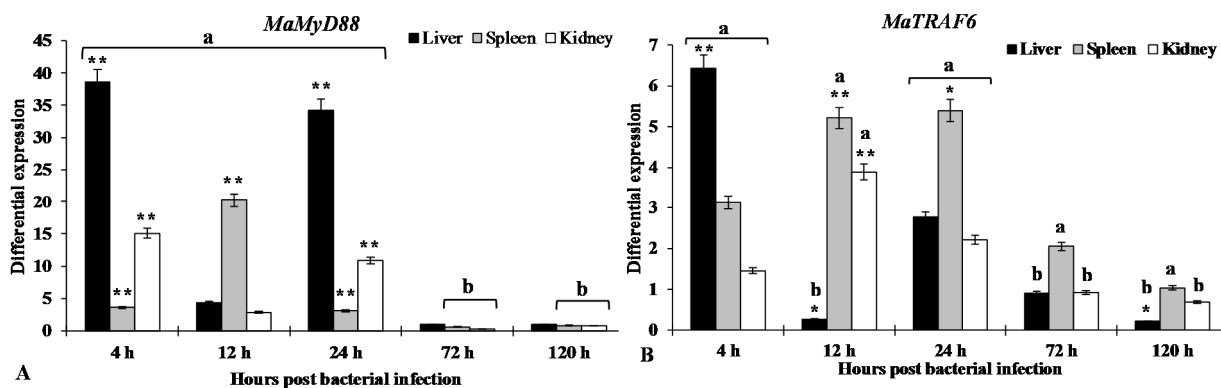 MaMyD88
Differential expression
45
40
35
30
25
20
15
10
5
0
Liver Spleen Kidney
a
**
**
**
**
**
**
**
b
b
4 h 12 h 24 h 72 h 120 h
Hours post bacterial infection
A
MaTRAF6
Differential expression
7
6
5
4
3
2
1
0
Liver Spleen Kidney
a
**
a
**
a
**
b
*
a
*
b
a
b
b
*
a
b
4 h 12 h 24 h 72 h 120 h
Hours post bacterial infection
B